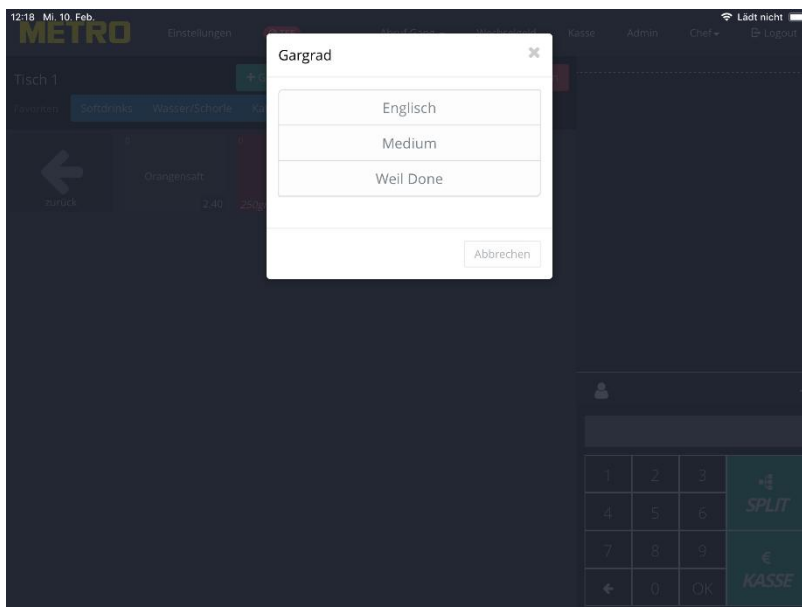 12:18 Mi. 10. Feb. Lädt nicht
METRO Einstellungen Kasse Admin Chef Logout
Gargrad
Tisch 1
Englisch
Favoriten Softdrinks Wasser/Schorle
Medium
Weil Done
Orangensaft
zurück 2.40
Abbrechen
1 2 3
SPLIT
4 5 6
7 8 9
€
KASSE
0 OK